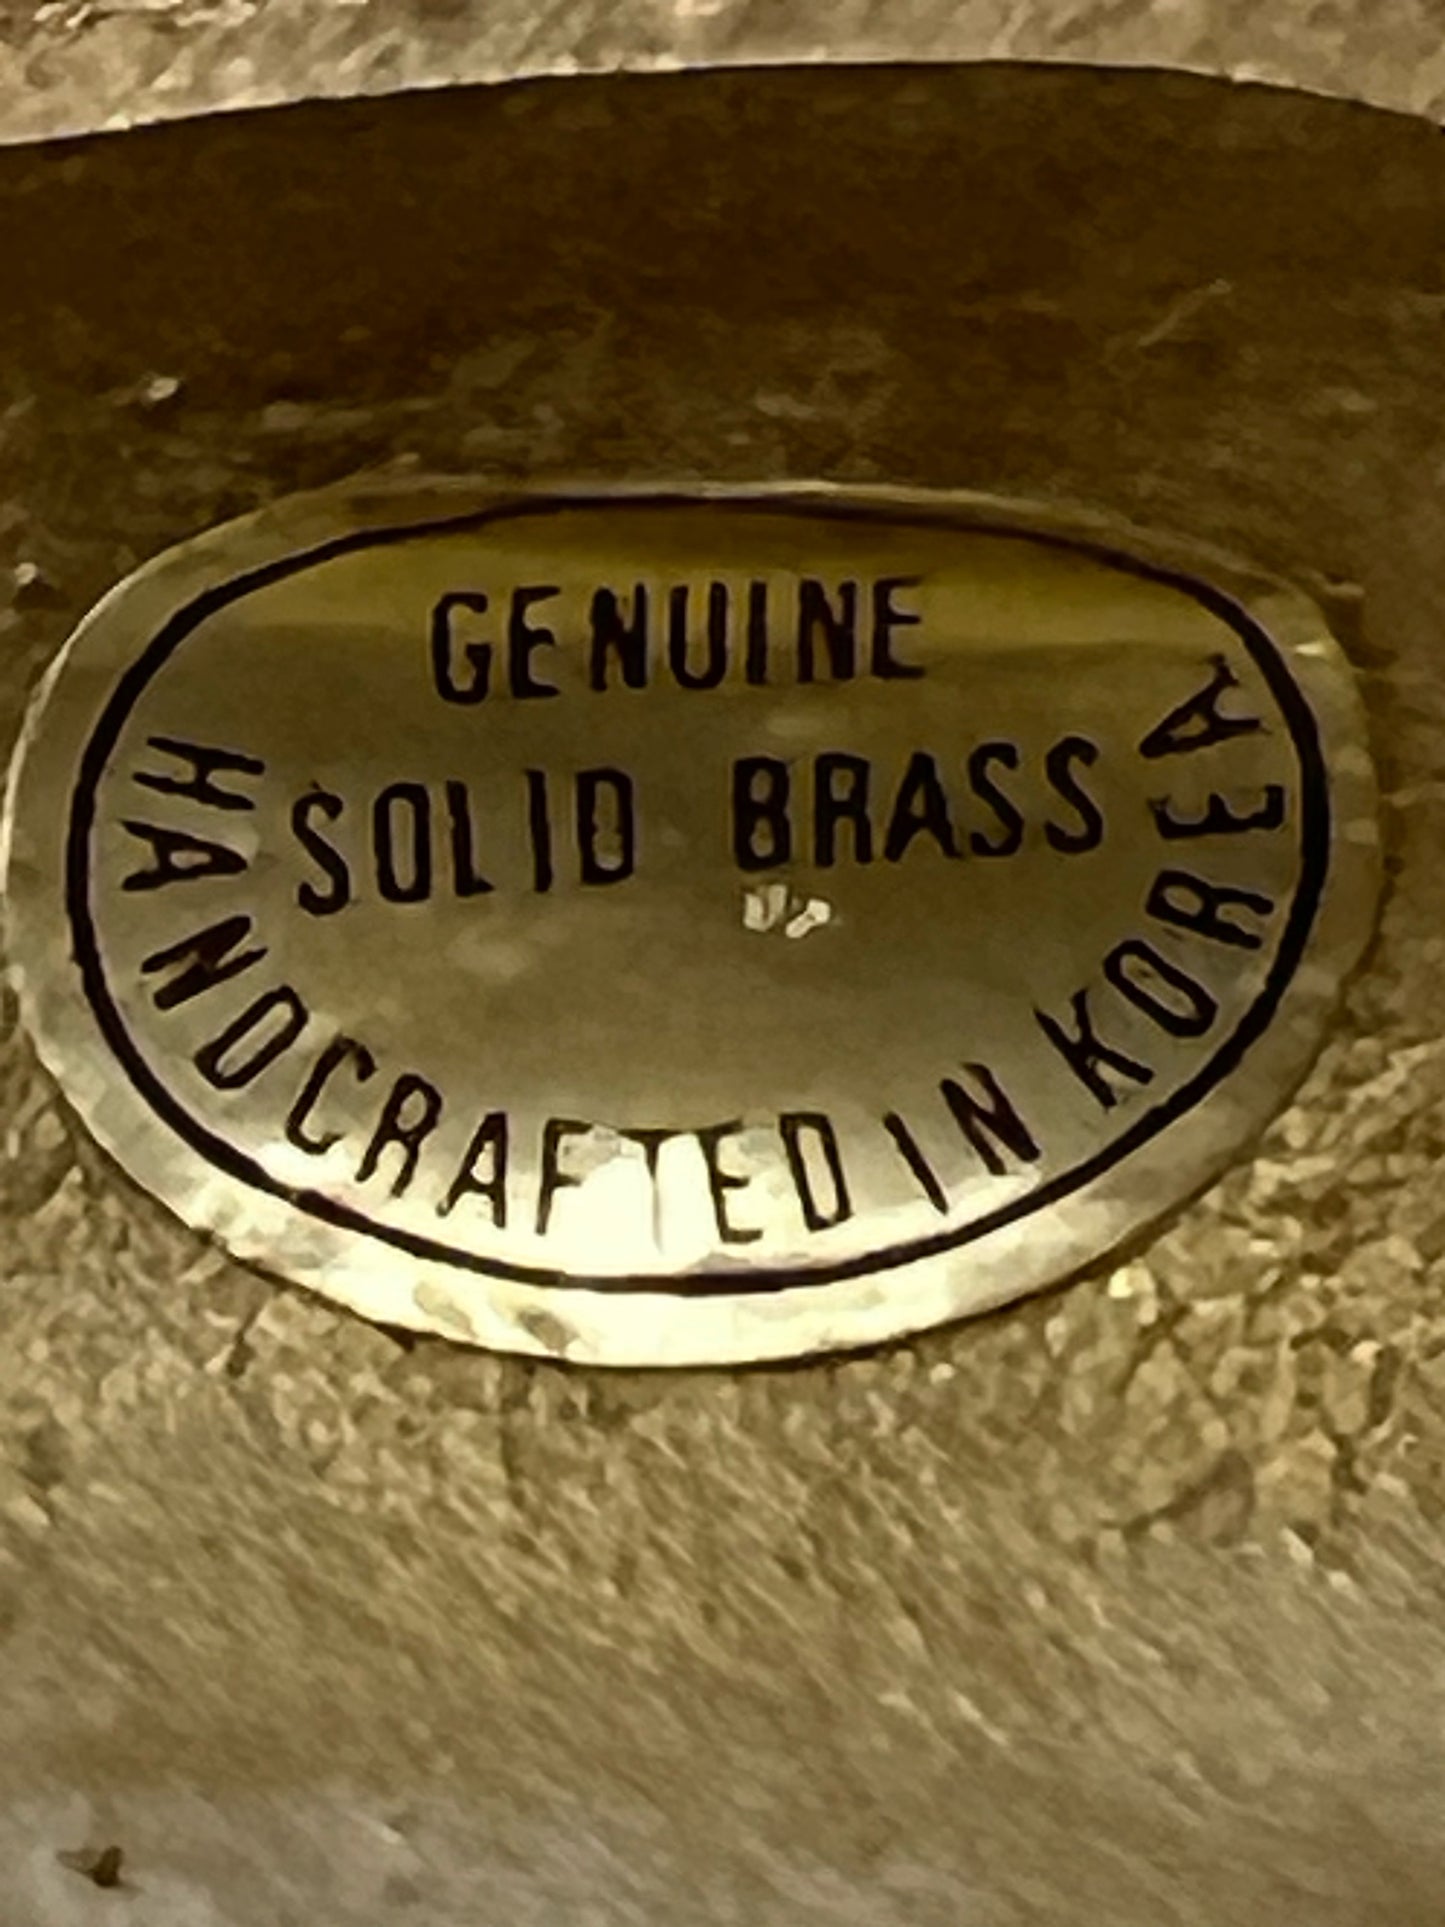 GENUINE
SOLID BRASS
HANDCRAFTED IN KOREA